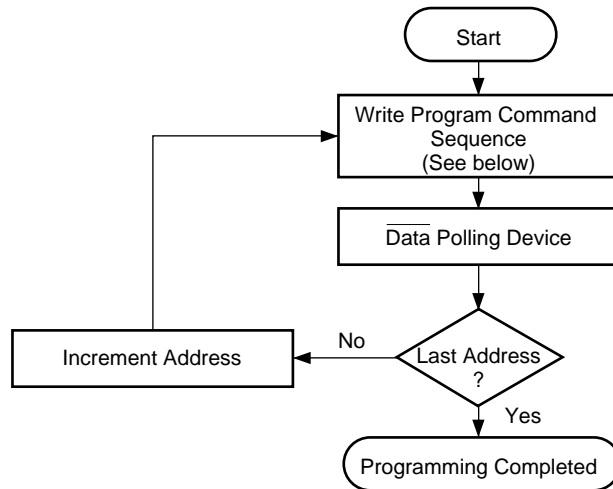 Start
Write Program Command
Sequence
(See below)
Data Polling Device
Increment Address
No
Last Address
?
Yes
Programming Completed